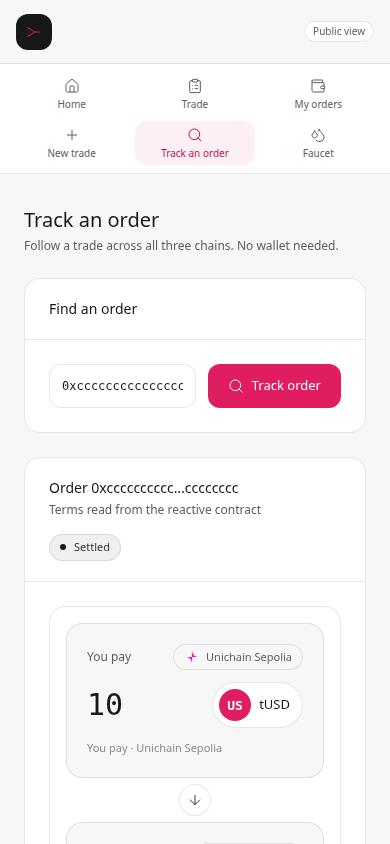 Public view
Home
Trade
My orders
New trade
Track an order
Faucet
Track an order
Follow a trade across all three chains. No wallet needed.
Find an order
0xccccccccccccccc
Track order
Order 0xcccccccccc…cccccccc
Terms read from the reactive contract
Settled
You pay
Unichain Sepolia
10
US
tUSD
You pay · Unichain Sepolia